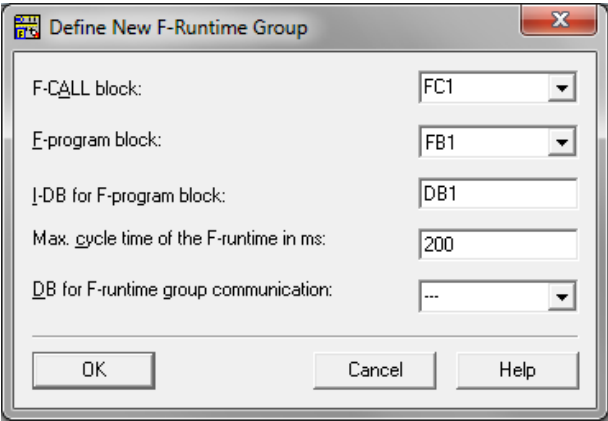 Define New F-Runtime Group
F-CALL block: FC1
F-program block: FB1
I-DB for F-program block: DB1
Max. cycle time of the F-runtime in ms: 200
DB for F-runtime group communication: ---
OK Cancel Help